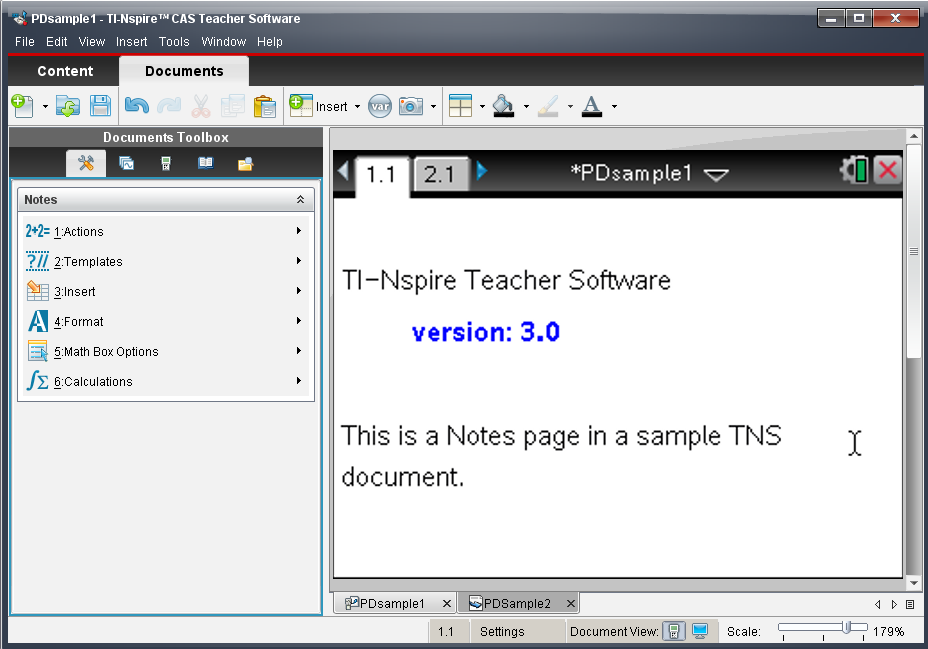 PDsample1 - TI-Nspire™ CAS Teacher Software
File Edit View Insert Tools Window Help
Content Documents
Insert var A
Documents Toolbox
1.1 2.1 *PDsample1
Notes
2+2= 1:Actions
?// 2:Templates
3:Insert
A 4:Format
5:Math Box Options
∫Σ 6:Calculations
TI-Nspire Teacher Software
version: 3.0
This is a Notes page in a sample TNS
document.
PDsample1 PDSample2
1.1 Settings Document View: Scale: 179%